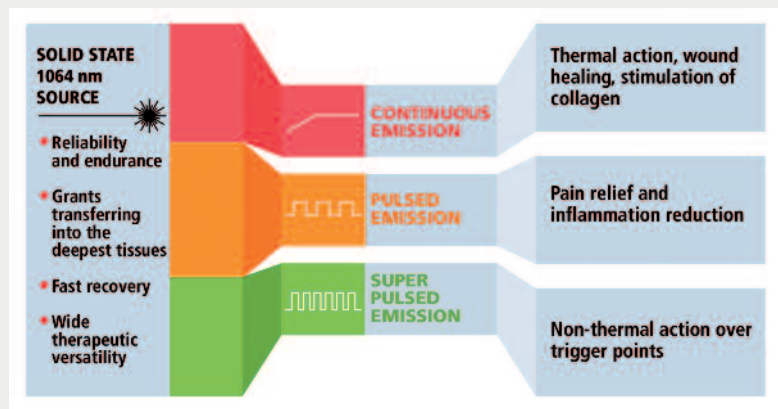 SOLID STATE
1064 nm
SOURCE
• Reliability
and endurance
• Grants
transferring
into the
deepest tissues
• Fast recovery
• Wide
therapeutic
versatility
CONTINUOUS
EMISSION
PULSED
EMISSION
SUPER
PULSED
EMISSION
Thermal action, wound
healing, stimulation of
collagen
Pain relief and
inflammation reduction
Non-thermal action over
trigger points